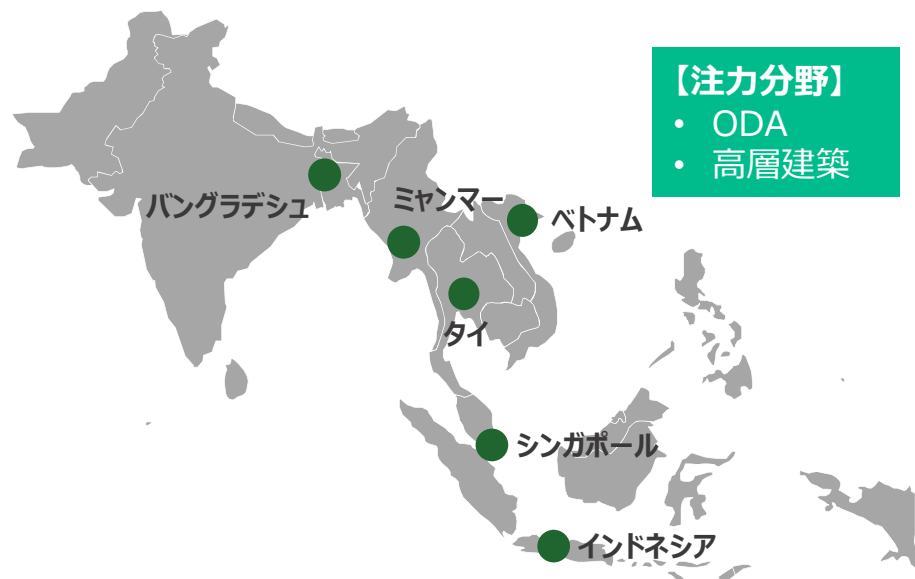 【注力分野】
• ODA
• 高層建築
バングラデシュ
ミャンマー
ベトナム
タイ
シンガポール
インドネシア